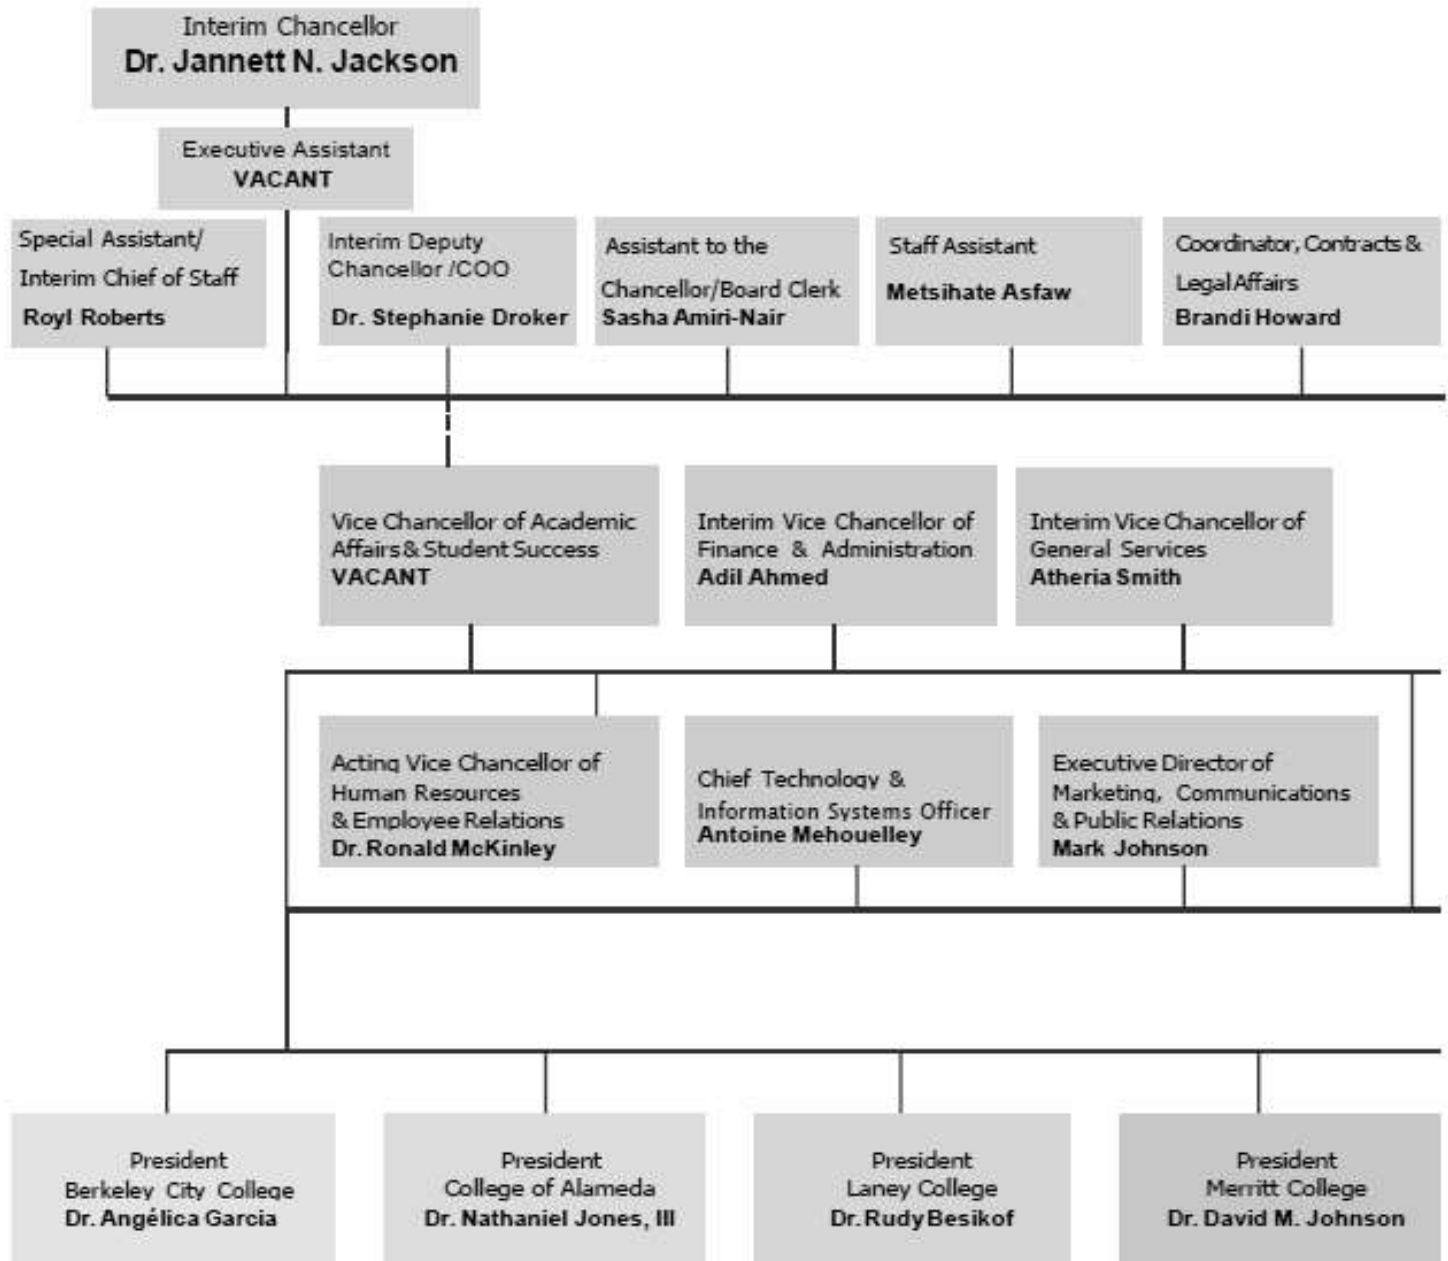 Interim Chancellor
Dr. Jannett N. Jackson
Executive Assistant
VACANT
Special Assistant/
Interim Chief of Staff
Royl Roberts
Interim Deputy
Chancellor /COO
Dr. Stephanie Droker
Assistant to the
Chancellor/Board Clerk
Sasha Amiri-Nair
Staff Assistant
Metsihate Asfaw
Coordinator, Contracts &
Legal Affairs
Brandi Howard
Vice Chancellor of Academic
Affairs & Student Success
VACANT
Interim Vice Chancellor of
Finance & Administration
Adil Ahmed
Interim Vice Chancellor of
General Services
Atheria Smith
Acting Vice Chancellor of
Human Resources
& Employee Relations
Dr. Ronald McKinley
Chief Technology &
Information Systems Officer
Antoine Mehouelley
Executive Director of
Marketing, Communications
& Public Relations
Mark Johnson
President
Berkeley City College
Dr. Angélica Garcia
President
College of Alameda
Dr. Nathaniel Jones, III
President
Laney College
Dr. Rudy Besikof
President
Merritt College
Dr. David M. Johnson